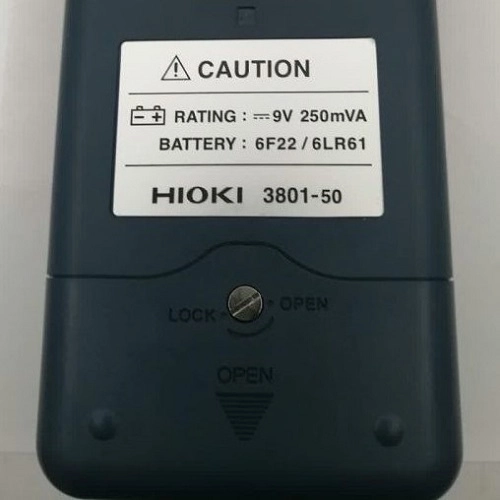 ⚠ CAUTION
RATING : ⎓ 9V 250mVA
BATTERY : 6F22 / 6LR61
HIOKI 3801-50
LOCK OPEN
OPEN